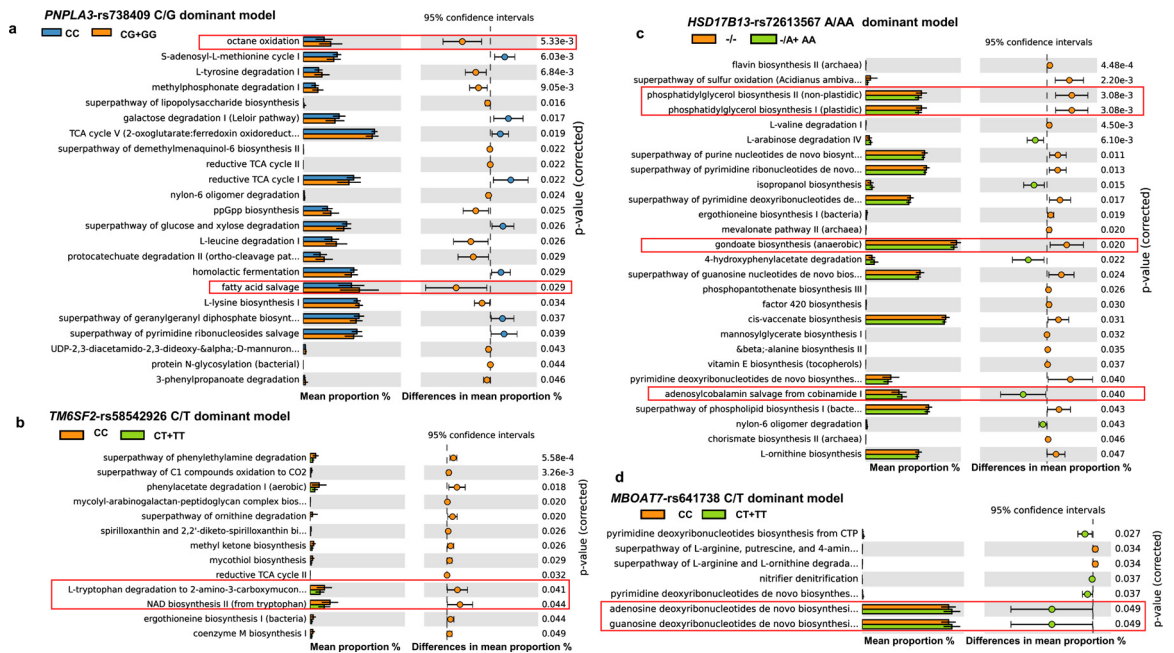 a
PNPLA3-rs738409 C/G dominant model
CC CG+GG
95% confidence intervals
octane oxidation 5.33e-3
S-adenosyl-L-methionine cycle I 6.03e-3
L-tyrosine degradation I 6.84e-3
methylphosphonate degradation I 9.05e-3
superpathway of lipopolysaccharide biosynthesis 0.016
galactose degradation I (Leloir pathway) 0.017
TCA cycle V (2-oxoglutarate:ferredoxin oxidoreduct... 0.019
superpathway of demethylmenaquinol-6 biosynthesis II 0.022
reductive TCA cycle II 0.022
reductive TCA cycle I 0.022
nylon-6 oligomer degradation 0.024
ppGpp biosynthesis 0.025
superpathway of glucose and xylose degradation 0.026
L-leucine degradation I 0.026
protocatechuate degradation II (ortho-cleavage pat... 0.029
homolactic fermentation 0.029
fatty acid salvage 0.029
L-lysine biosynthesis I 0.034
superpathway of geranylgeranyl diphosphate biosynt... 0.037
superpathway of pyrimidine ribonucleosides salvage 0.039
UDP-2,3-diacetamido-2,3-dideoxy-&alpha;-D-mannuron... 0.043
protein N-glycosylation (bacterial) 0.044
3-phenylpropanoate degradation 0.046
Mean proportion % Differences in mean proportion %
p-value (corrected)
b
TM6SF2-rs58542926 C/T dominant model
CC CT+TT
95% confidence intervals
superpathway of phenylethylamine degradation 5.58e-4
superpathway of C1 compounds oxidation to CO2 3.26e-3
phenylacetate degradation I (aerobic) 0.018
mycolyl-arabinogalactan-peptidoglycan complex bios... 0.020
superpathway of ornithine degradation 0.020
spirilloxanthin and 2,2'-diketo-spirilloxanthin bi... 0.026
methyl ketone biosynthesis 0.026
mycothiol biosynthesis 0.029
reductive TCA cycle II 0.032
L-tryptophan degradation to 2-amino-3-carboxymucon... 0.041
NAD biosynthesis II (from tryptophan) 0.044
ergothioneine biosynthesis I (bacteria) 0.044
coenzyme M biosynthesis I 0.049
Mean proportion % Differences in mean proportion %
p-value (corrected)
c
HSD17B13-rs72613567 A/AA dominant model
-/- -/A+ AA
95% confidence intervals
flavin biosynthesis II (archaea) 4.48e-4
superpathway of sulfur oxidation (Acidianus ambiva... 2.20e-3
phosphatidylglycerol biosynthesis II (non-plastidic) 3.08e-3
phosphatidylglycerol biosynthesis I (plastidic) 3.08e-3
L-valine degradation I 4.50e-3
L-arabinose degradation IV 6.10e-3
superpathway of purine nucleotides de novo biosynt... 0.011
superpathway of pyrimidine ribonucleotides de novo... 0.013
isopropanol biosynthesis 0.015
superpathway of pyrimidine deoxyribonucleotides de... 0.017
ergothioneine biosynthesis I (bacteria) 0.019
mevalonate pathway II (archaea) 0.020
gondoate biosynthesis (anaerobic) 0.020
4-hydroxyphenylacetate degradation 0.022
superpathway of guanosine nucleotides de novo bios... 0.024
phosphopantothenate biosynthesis III 0.026
factor 420 biosynthesis 0.030
cis-vaccenate biosynthesis 0.031
mannosylglycerate biosynthesis I 0.032
&beta;-alanine biosynthesis II 0.035
vitamin E biosynthesis (tocopherols) 0.037
pyrimidine deoxyribonucleotides de novo biosynthes... 0.040
adenosylcobalamin salvage from cobinamide I 0.040
superpathway of phospholipid biosynthesis I (bacte... 0.043
nylon-6 oligomer degradation 0.043
chorismate biosynthesis II (archaea) 0.046
L-ornithine biosynthesis 0.047
Mean proportion % Differences in mean proportion %
p-value (corrected)
d
MBOAT7-rs641738 C/T dominant model
CC CT+TT
95% confidence intervals
pyrimidine deoxyribonucleotides biosynthesis from CTP 0.027
superpathway of L-arginine, putrescine, and 4-amin... 0.034
superpathway of L-arginine and L-ornithine degrada... 0.034
nitrifier denitrification 0.037
pyrimidine deoxyribonucleotides de novo biosynthes... 0.037
adenosine deoxyribonucleotides de novo biosynthesi... 0.049
guanosine deoxyribonucleotides de novo biosynthesi... 0.049
Mean proportion % Differences in mean proportion %
p-value (corrected)